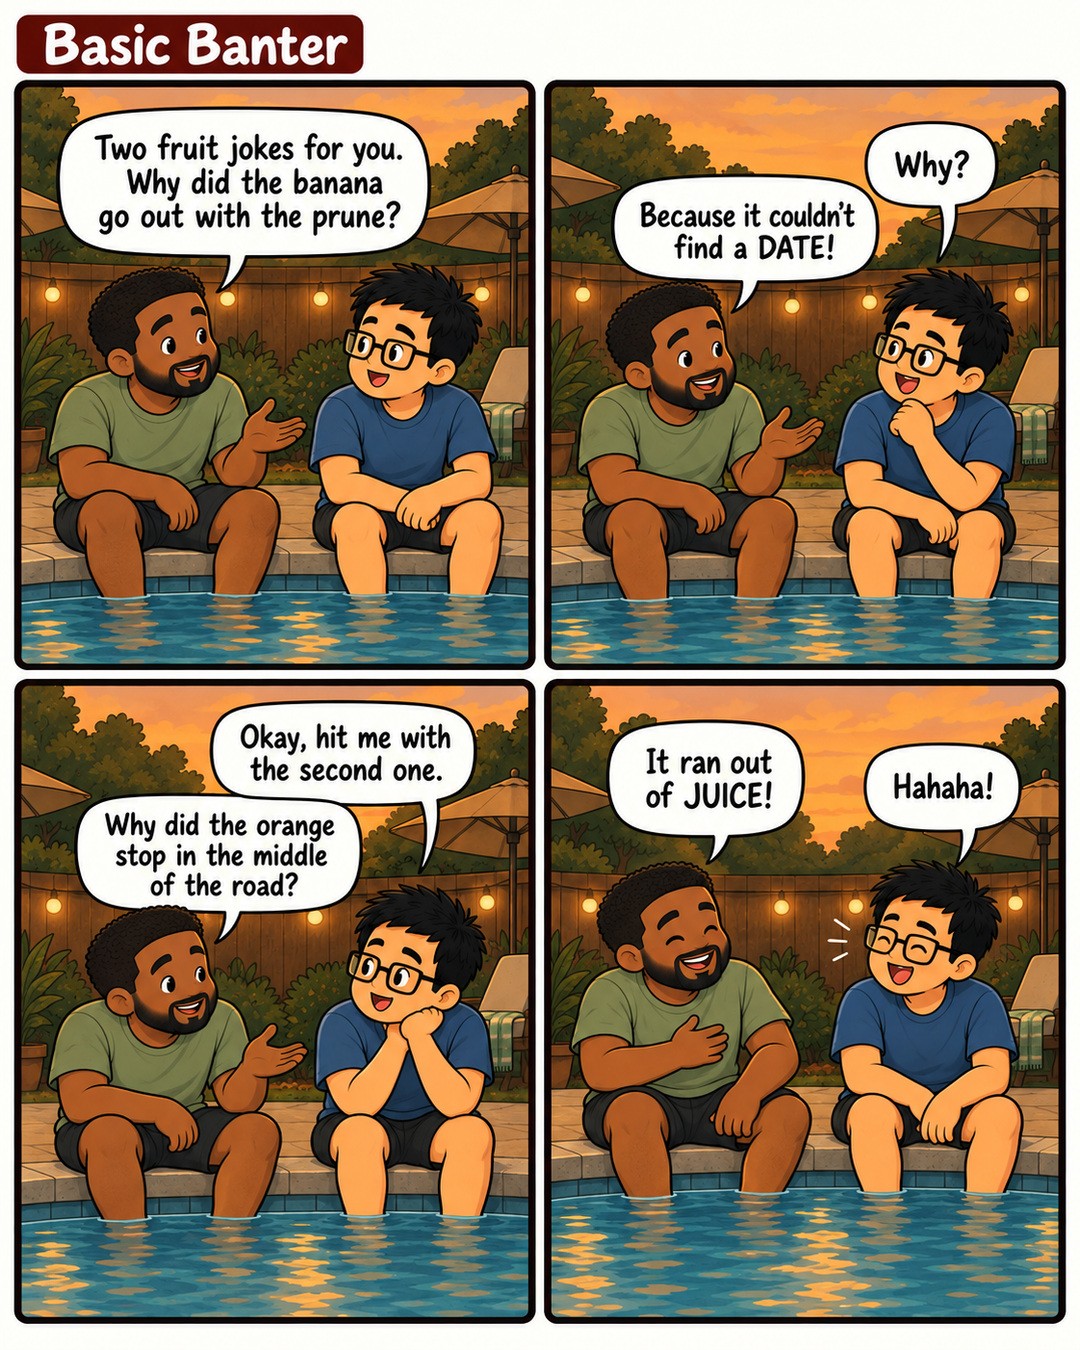 Basic Banter
Two fruit jokes for you.
Why did the banana
go out with the prune?
Why?
Because it couldn't
find a DATE!
Okay, hit me with
the second one.
Why did the orange
stop in the middle
of the road?
It ran out
of JUICE!
Hahaha!